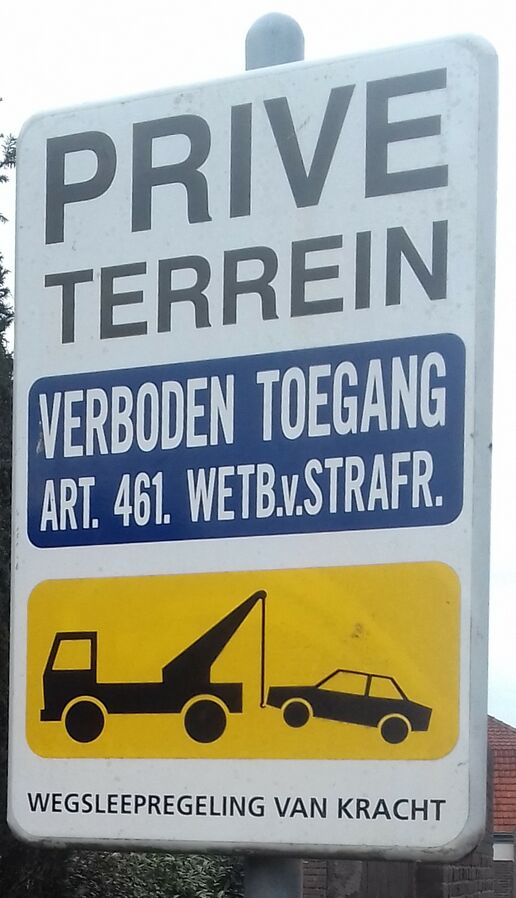 PRIVE
TERREIN
VERBODEN TOEGANG
ART. 461. WETB.v.STRAFR.
WEGSLEEPREGELING VAN KRACHT